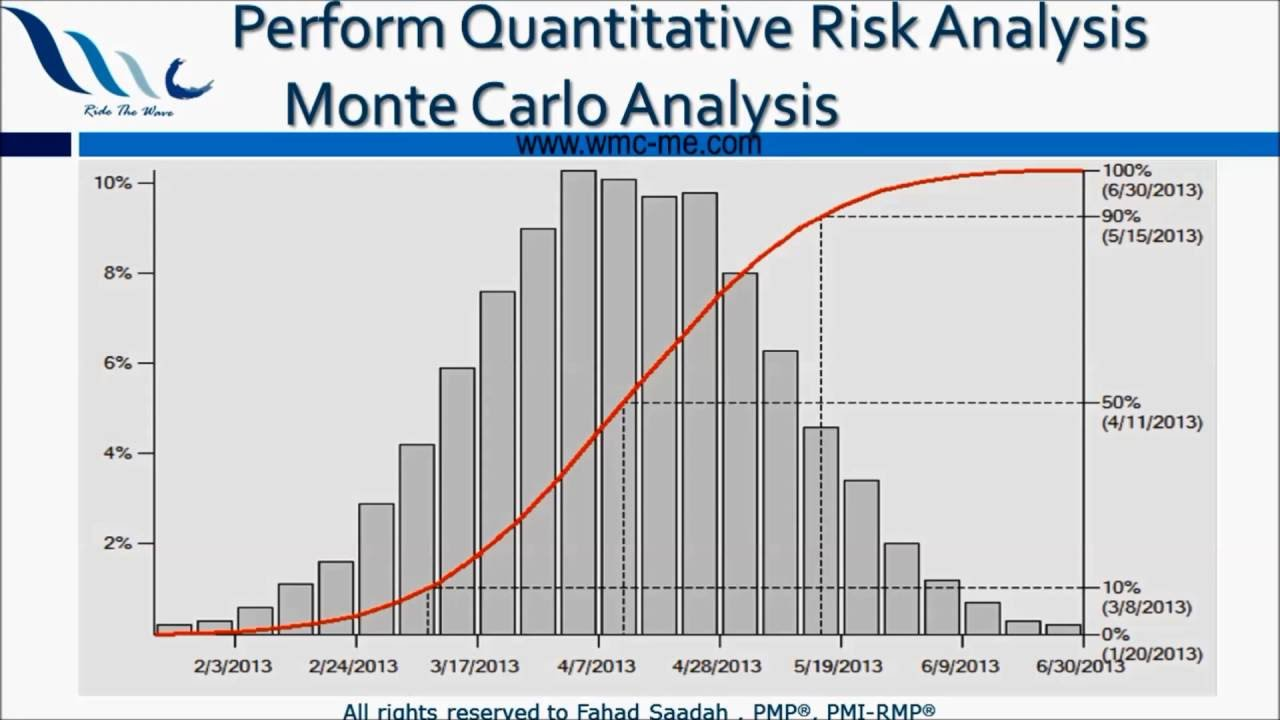 Perform Quantitative Risk Analysis
Monte Carlo Analysis
Ride The Wave
www.wmc-me.com
10%
8%
6%
4%
2%
100%
(6/30/2013)
90%
(5/15/2013)
50%
(4/11/2013)
10%
(3/8/2013)
0%
(1/20/2013)
2/3/2013 2/24/2013 3/17/2013 4/7/2013 4/28/2013 5/19/2013 6/9/2013 6/30/2013
All rights reserved to Fahad Saadah , PMP®, PMI-RMP®